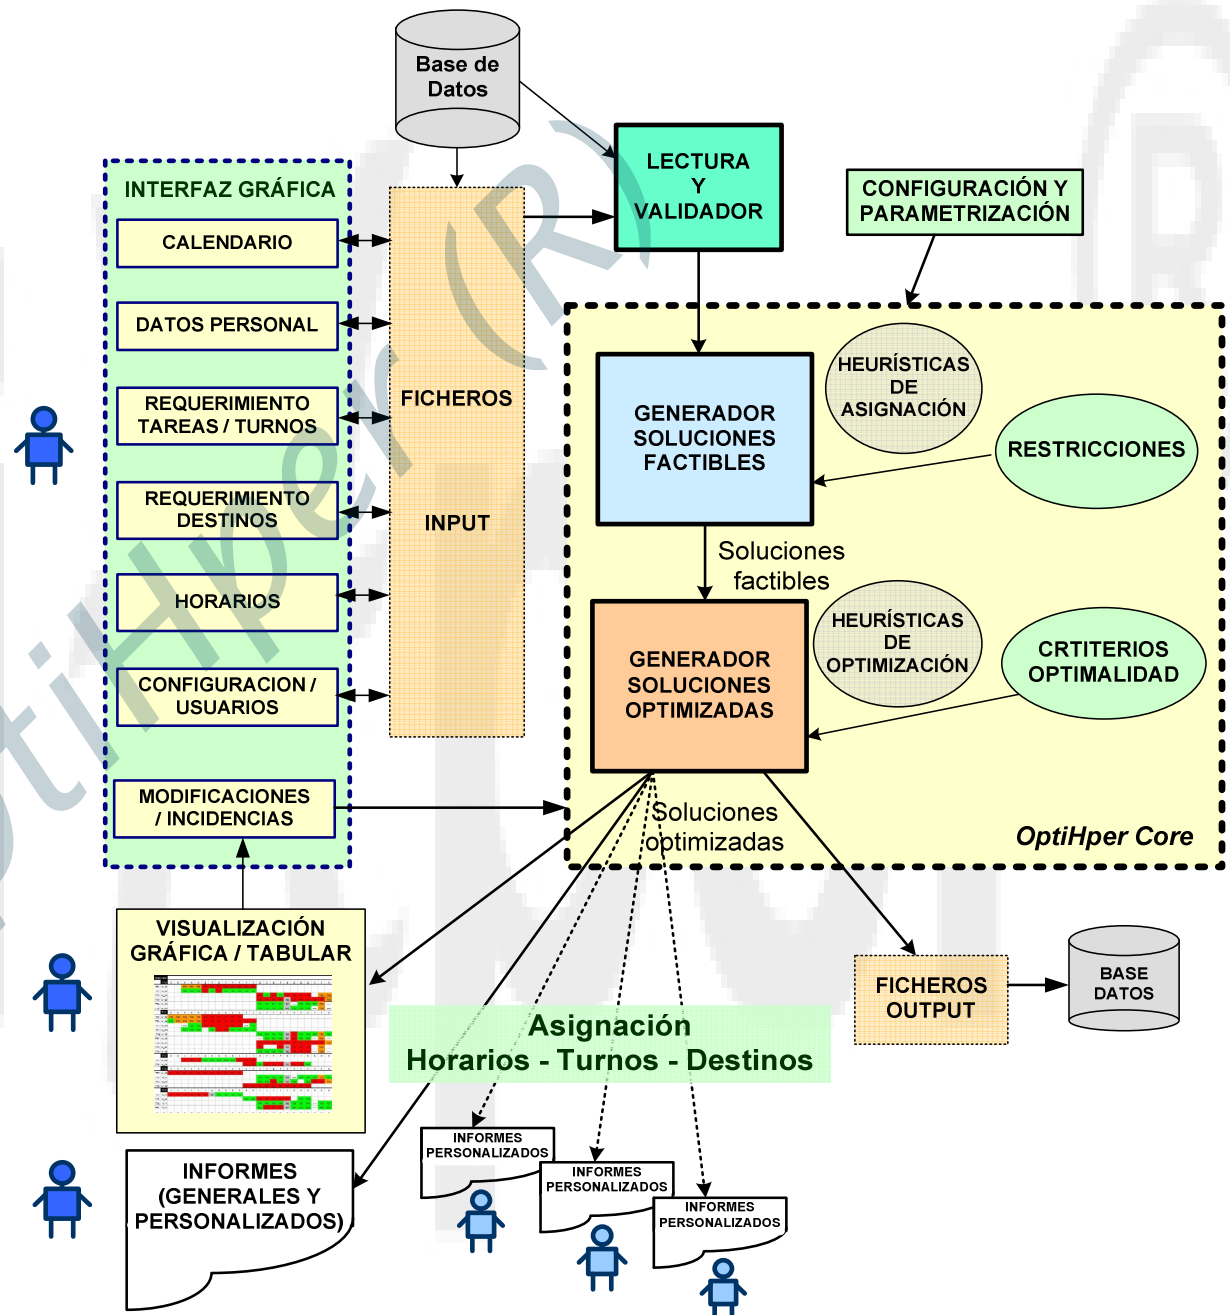 Base de
Datos
LECTURA
Y
VALIDADOR
CONFIGURACIÓN Y
PARAMETRIZACIÓN
INTERFAZ GRÁFICA
CALENDARIO
DATOS PERSONAL
REQUERIMIENTO
TAREAS / TURNOS
REQUERIMIENTO
DESTINOS
HORARIOS
CONFIGURACION /
USUARIOS
MODIFICACIONES
/ INCIDENCIAS
FICHEROS
INPUT
GENERADOR
SOLUCIONES
FACTIBLES
HEURÍSTICAS
DE
ASIGNACIÓN
RESTRICCIONES
Soluciones
factibles
GENERADOR
SOLUCIONES
OPTIMIZADAS
HEURÍSTICAS
DE
OPTIMIZACIÓN
CRTITERIOS
OPTIMALIDAD
Soluciones
optimizadas
OptiHper Core
VISUALIZACIÓN
GRÁFICA / TABULAR
FICHEROS
OUTPUT
BASE
DATOS
Asignación
Horarios - Turnos - Destinos
INFORMES
(GENERALES Y
PERSONALIZADOS)
INFORMES
PERSONALIZADOS
INFORMES
PERSONALIZADOS
INFORMES
PERSONALIZADOS
OptiHper (R)